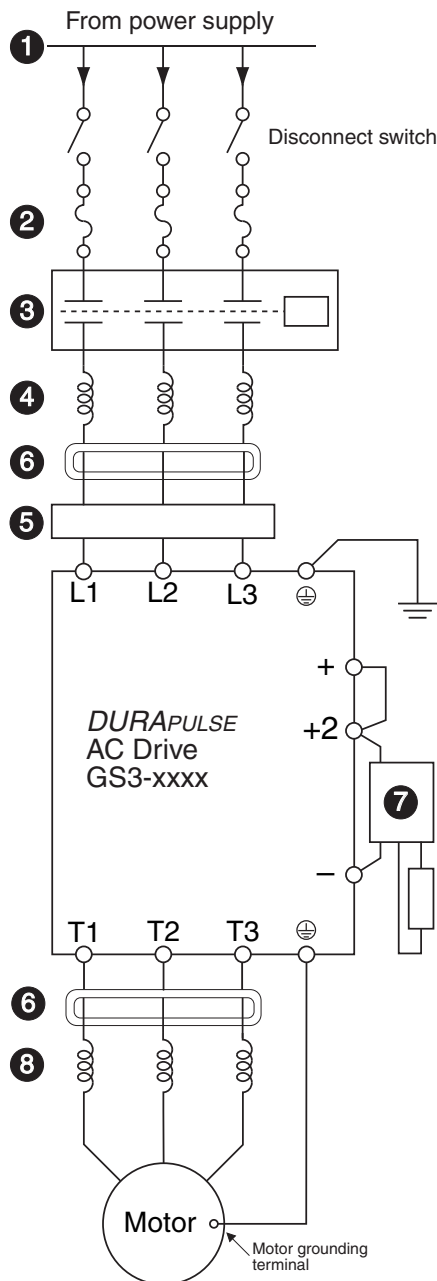 From power supply
1
Disconnect switch
2
3
4
6
5
L1 L2 L3
+
DURAPULSE
+2
AC Drive
GS3-xxxx
7
−
T1 T2 T3
6
8
Motor
Motor grounding
terminal